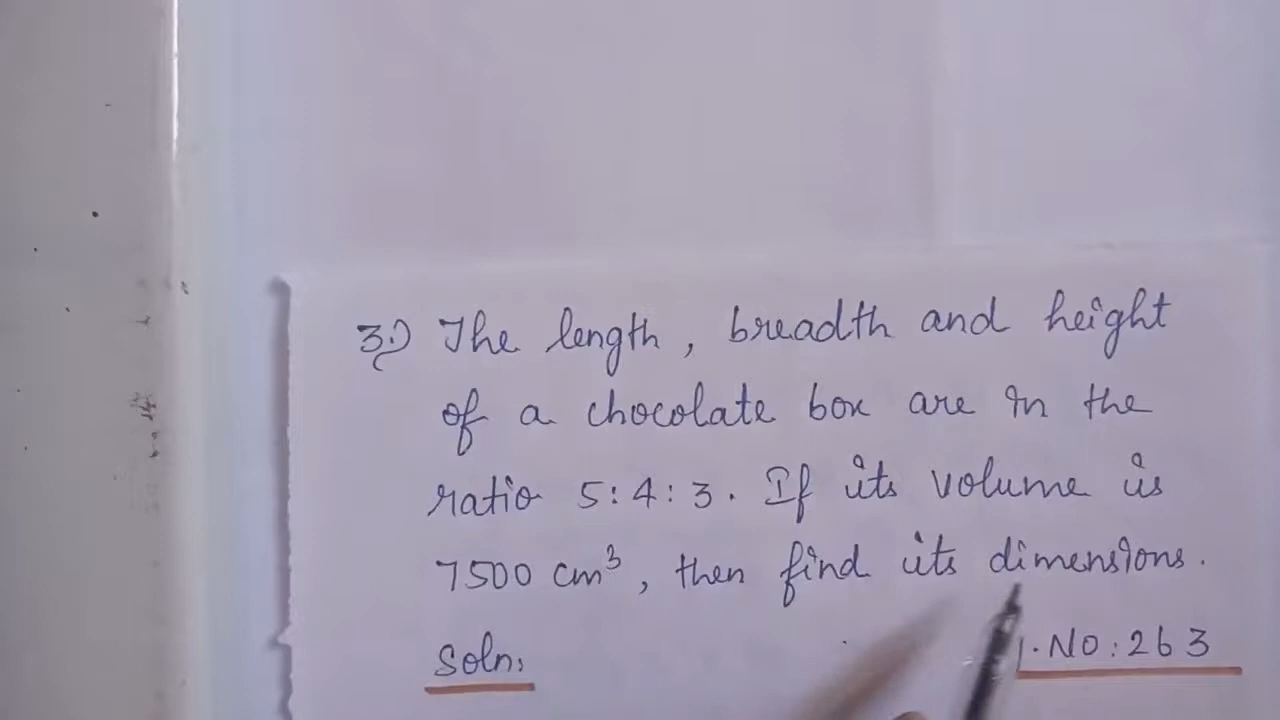 3.) The length, breadth and height
of a chocolate box are in the
ratio 5:4:3. If its volume is
7500 cm³, then find its dimensions.
Soln:
.NO:263